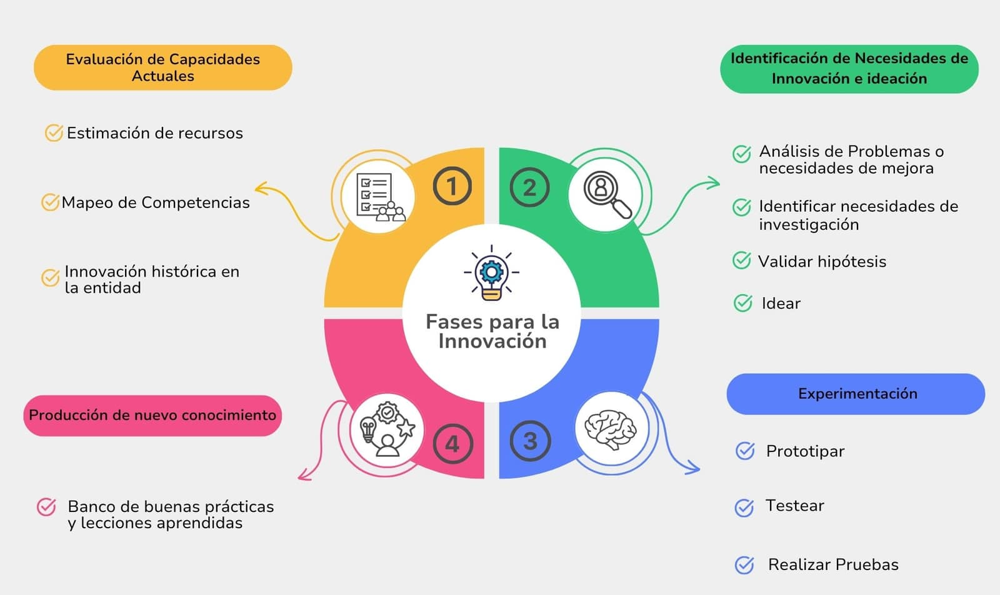 Evaluación de Capacidades
Actuales
Estimación de recursos
Mapeo de Competencias
Innovación histórica en
la entidad
1
Identificación de Necesidades de
Innovación e ideación
Análisis de Problemas o
necesidades de mejora
Identificar necesidades de
investigación
Validar hipótesis
Idear
2
Fases para la
Innovación
Experimentación
Prototipar
Testear
Realizar Pruebas
3
Producción de nuevo conocimiento
Banco de buenas prácticas
y lecciones aprendidas
4